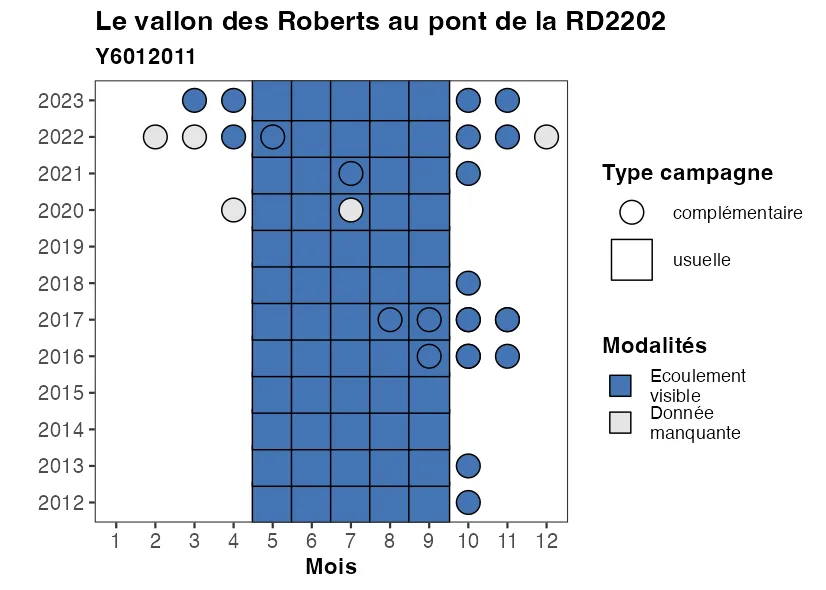 Le vallon des Roberts au pont de la RD2202
Y6012011
2023
2022
2021
2020
2019
2018
2017
2016
2015
2014
2013
2012
1 2 3 4 5 6 7 8 9 10 11 12
Mois
Type campagne
complémentaire
usuelle
Modalités
Ecoulement
visible
Donnée
manquante